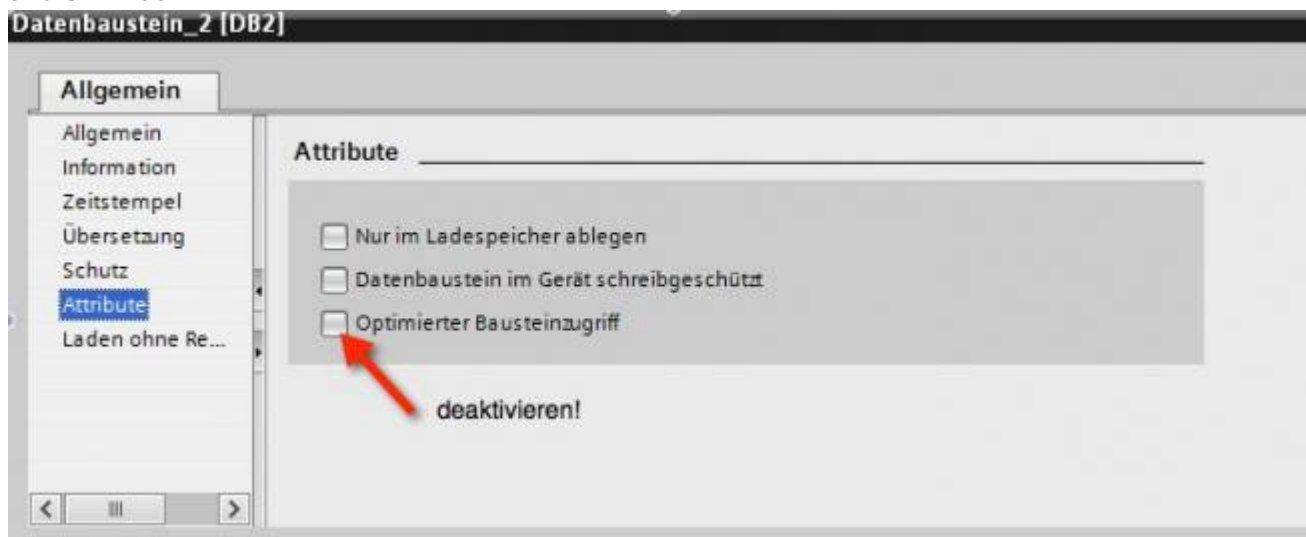 Datenbaustein_2 [DB2]
Allgemein
Allgemein
Information
Zeitstempel
Übersetzung
Schutz
Attribute
Laden ohne Re...
Attribute
Nur im Ladespeicher ablegen
Datenbaustein im Gerät schreibgeschützt
Optimierter Bausteinzugriff
deaktivieren!